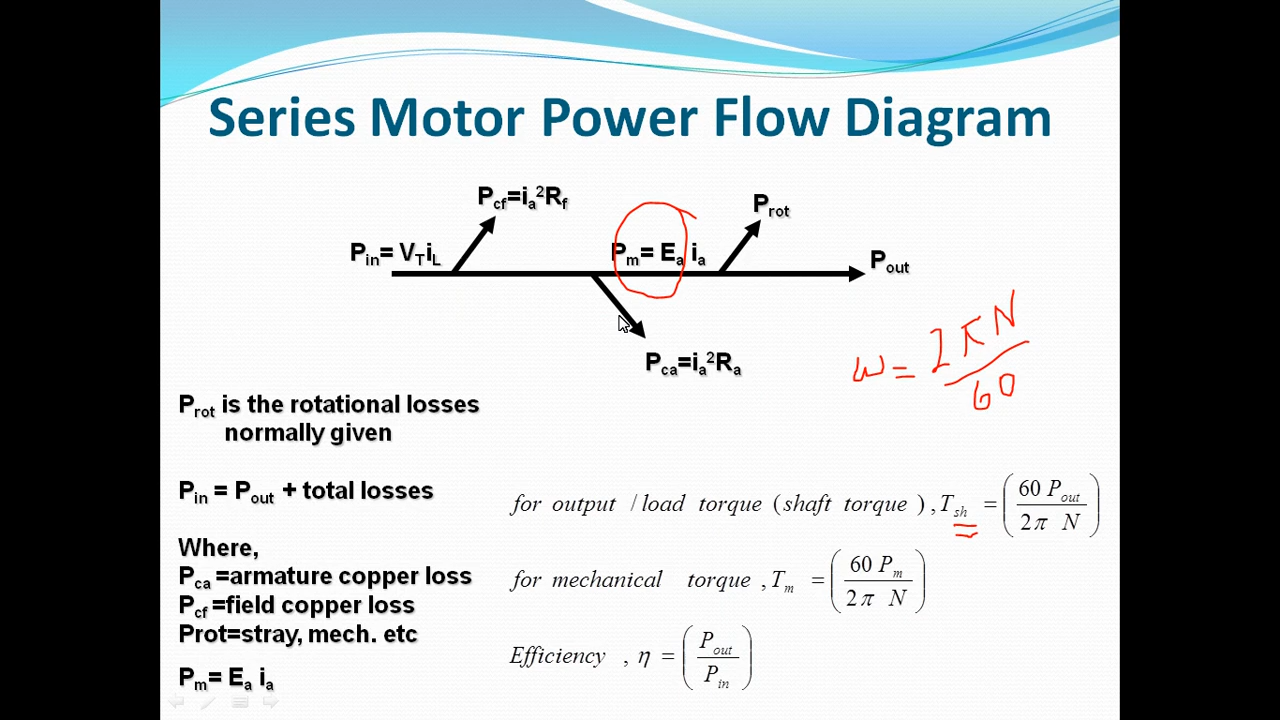 Series Motor Power Flow Diagram
P_cf=i_a²R_f
P_rot
P_in= V_T i_L
P_m= E_a i_a
P_out
P_ca=i_a²R_a
ω = 2πN/60
P_rot is the rotational losses
normally given
P_in = P_out + total losses
for output / load torque (shaft torque), T_sh = (60 P_out / 2π N)
Where,
P_ca =armature copper loss
for mechanical torque, T_m = (60 P_m / 2π N)
P_cf =field copper loss
Prot=stray, mech. etc
Efficiency, η = (P_out / P_in)
P_m= E_a i_a